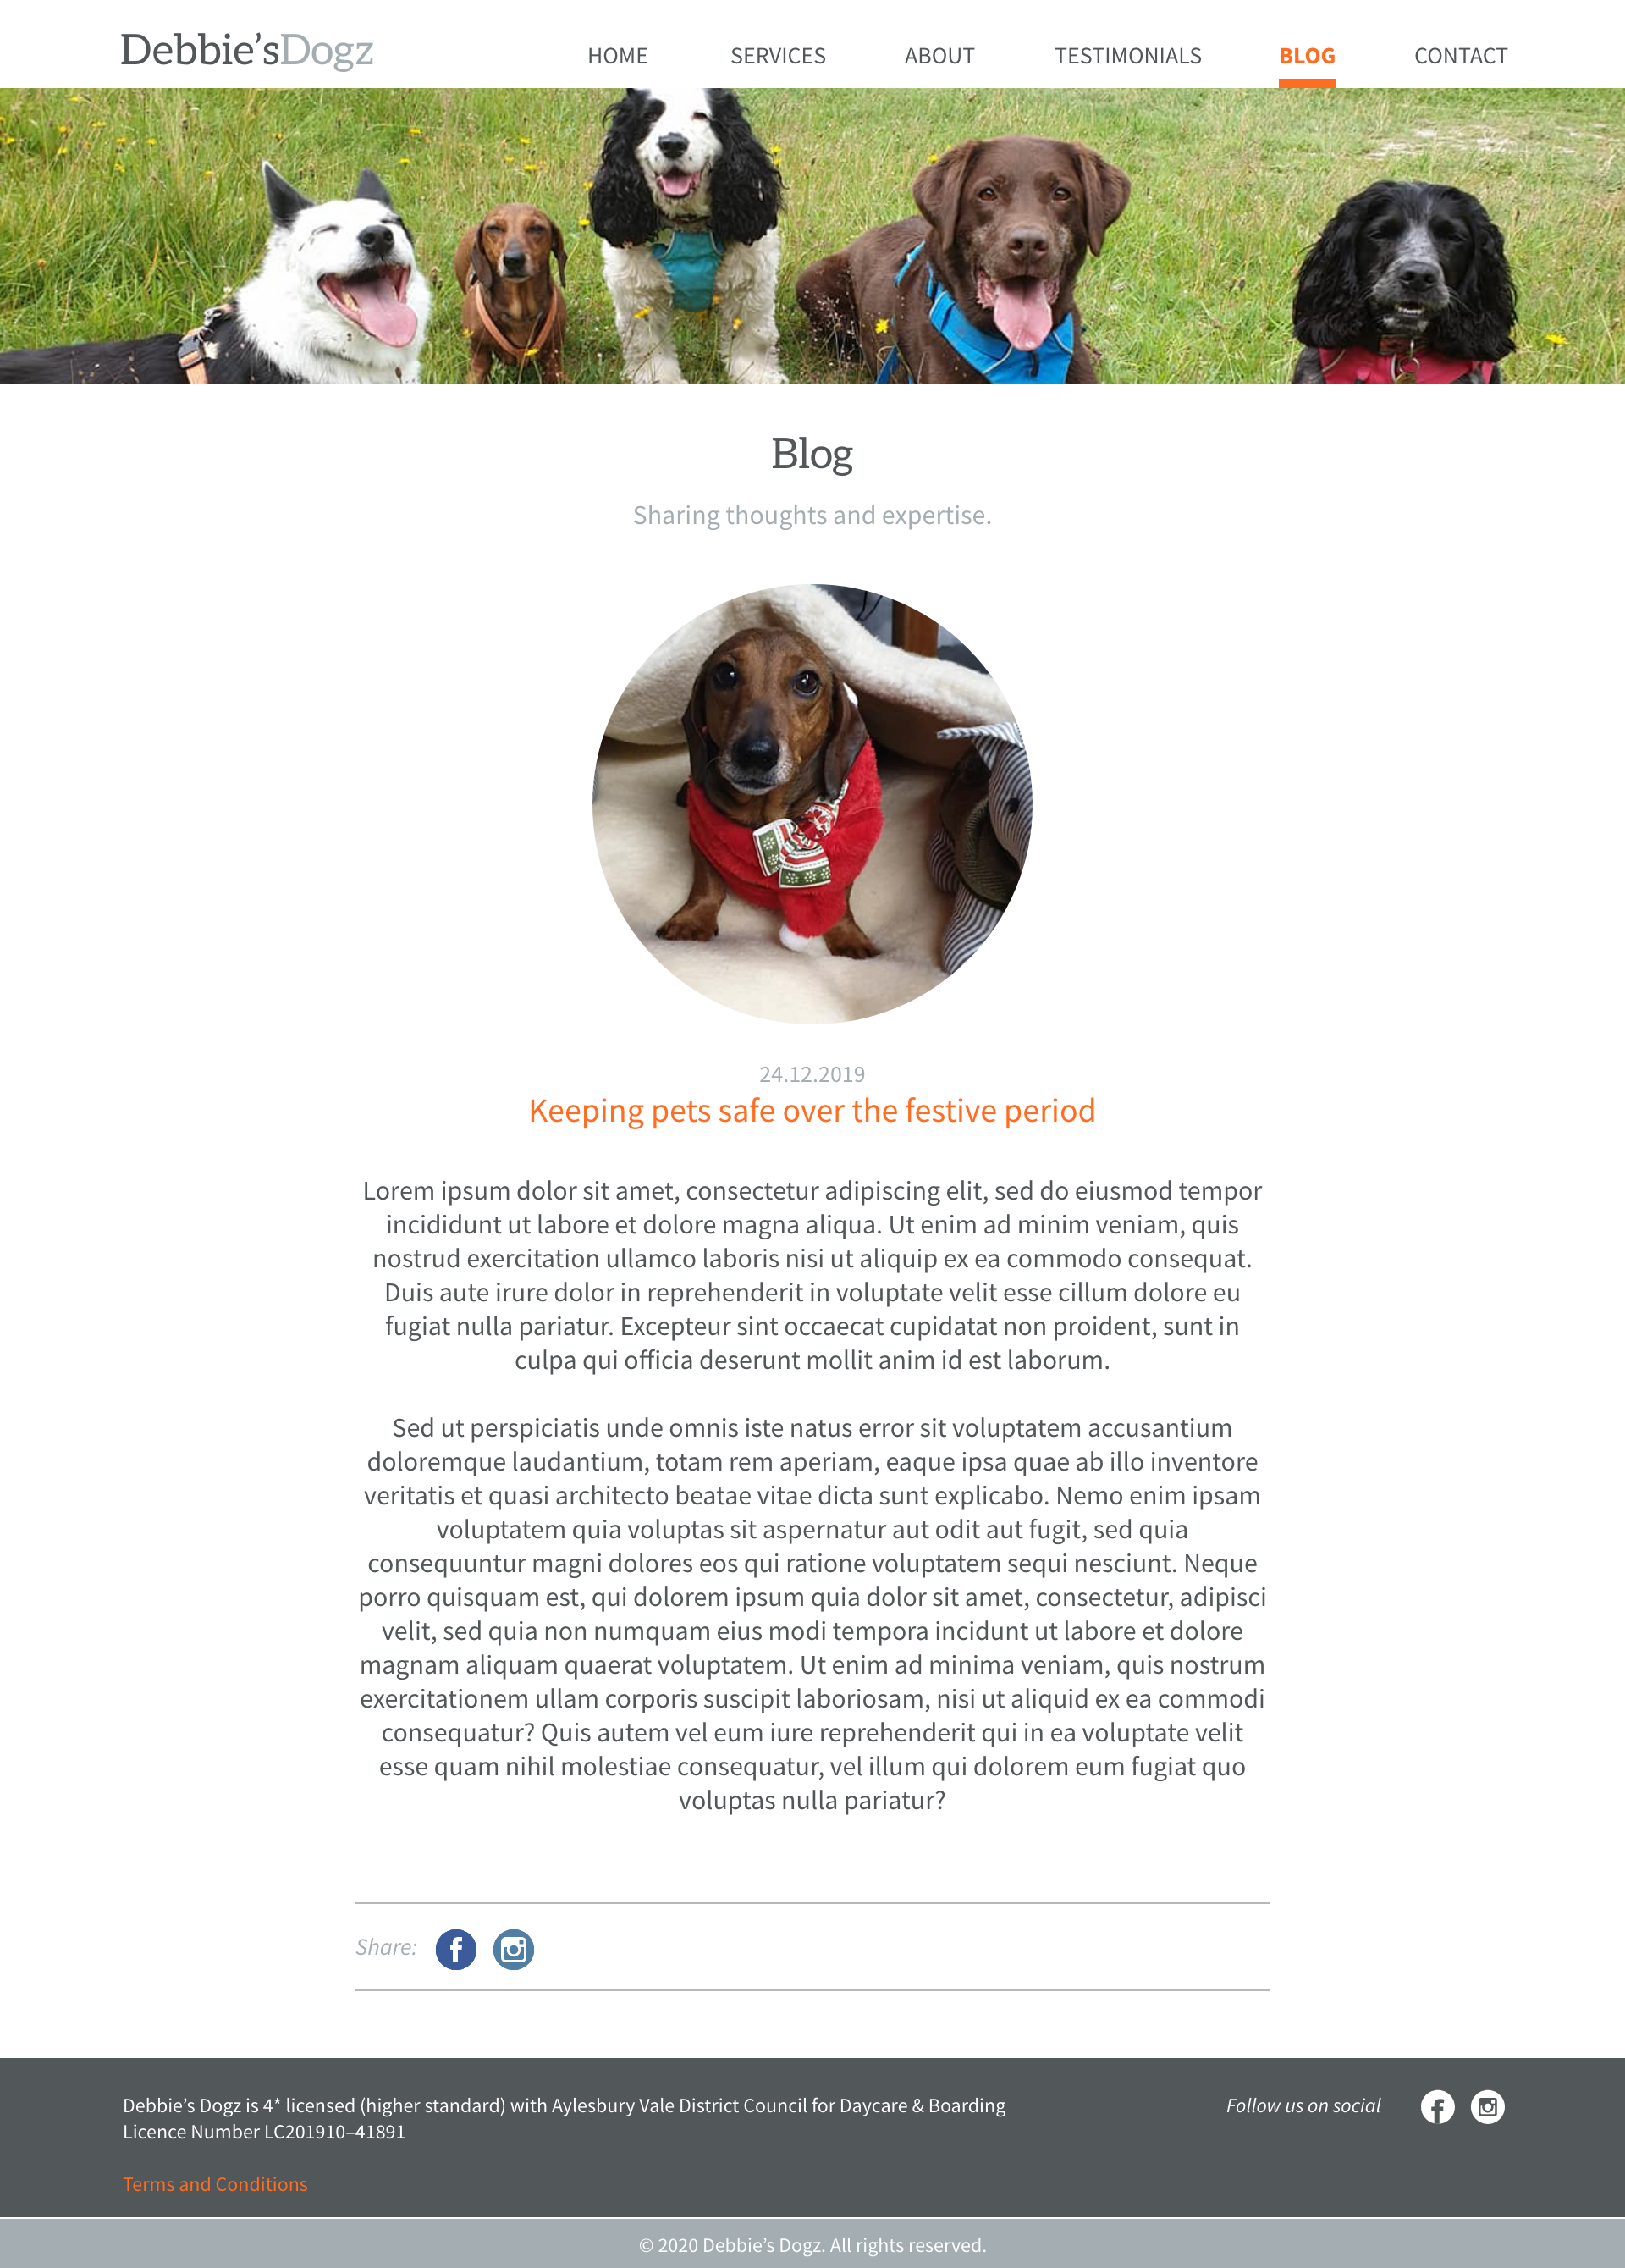 Debbie’sDogz
HOME SERVICES ABOUT TESTIMONIALS BLOG CONTACT
Blog
Sharing thoughts and expertise.
24.12.2019
Keeping pets safe over the festive period
Lorem ipsum dolor sit amet, consectetur adipiscing elit, sed do eiusmod tempor
incididunt ut labore et dolore magna aliqua. Ut enim ad minim veniam, quis
nostrud exercitation ullamco laboris nisi ut aliquip ex ea commodo consequat.
Duis aute irure dolor in reprehenderit in voluptate velit esse cillum dolore eu
fugiat nulla pariatur. Excepteur sint occaecat cupidatat non proident, sunt in
culpa qui officia deserunt mollit anim id est laborum.
Sed ut perspiciatis unde omnis iste natus error sit voluptatem accusantium
doloremque laudantium, totam rem aperiam, eaque ipsa quae ab illo inventore
veritatis et quasi architecto beatae vitae dicta sunt explicabo. Nemo enim ipsam
voluptatem quia voluptas sit aspernatur aut odit aut fugit, sed quia
consequuntur magni dolores eos qui ratione voluptatem sequi nesciunt. Neque
porro quisquam est, qui dolorem ipsum quia dolor sit amet, consectetur, adipisci
velit, sed quia non numquam eius modi tempora incidunt ut labore et dolore
magnam aliquam quaerat voluptatem. Ut enim ad minima veniam, quis nostrum
exercitationem ullam corporis suscipit laboriosam, nisi ut aliquid ex ea commodi
consequatur? Quis autem vel eum iure reprehenderit qui in ea voluptate velit
esse quam nihil molestiae consequatur, vel illum qui dolorem eum fugiat quo
voluptas nulla pariatur?
Share:
Debbie’s Dogz is 4* licensed (higher standard) with Aylesbury Vale District Council for Daycare & Boarding
Licence Number LC201910–41891
Follow us on social
Terms and Conditions
© 2020 Debbie’s Dogz. All rights reserved.